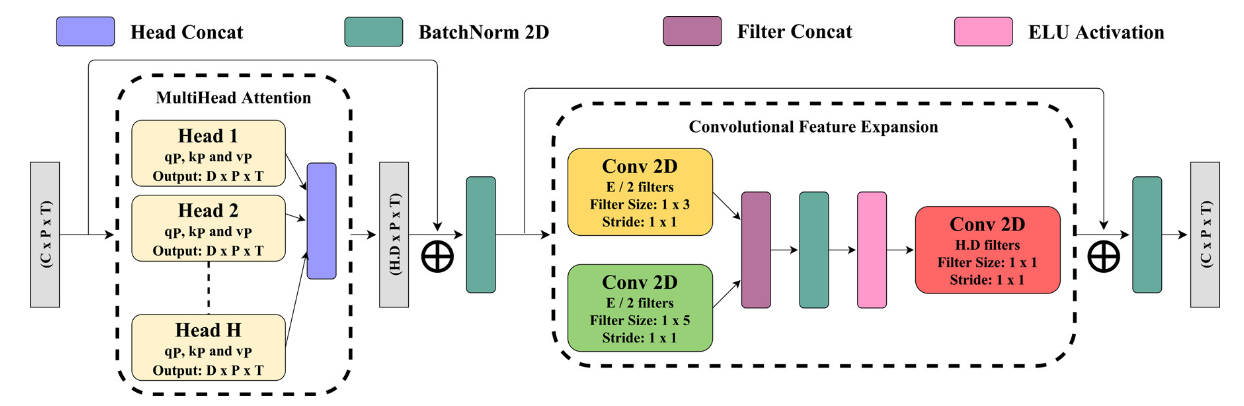 Head Concat
BatchNorm 2D
Filter Concat
ELU Activation
(C x P x T)
MultiHead Attention
Head 1
qP, kP and vP
Output: D x P x T
Head 2
qP, kP and vP
Output: D x P x T
Head H
qP, kP and vP
Output: D x P x T
(H.D x P x T)
Convolutional Feature Expansion
Conv 2D
E / 2 filters
Filter Size: 1 x 3
Stride: 1 x 1
Conv 2D
E / 2 filters
Filter Size: 1 x 5
Stride: 1 x 1
Conv 2D
H.D filters
Filter Size: 1 x 1
Stride: 1 x 1
(C x P x T)